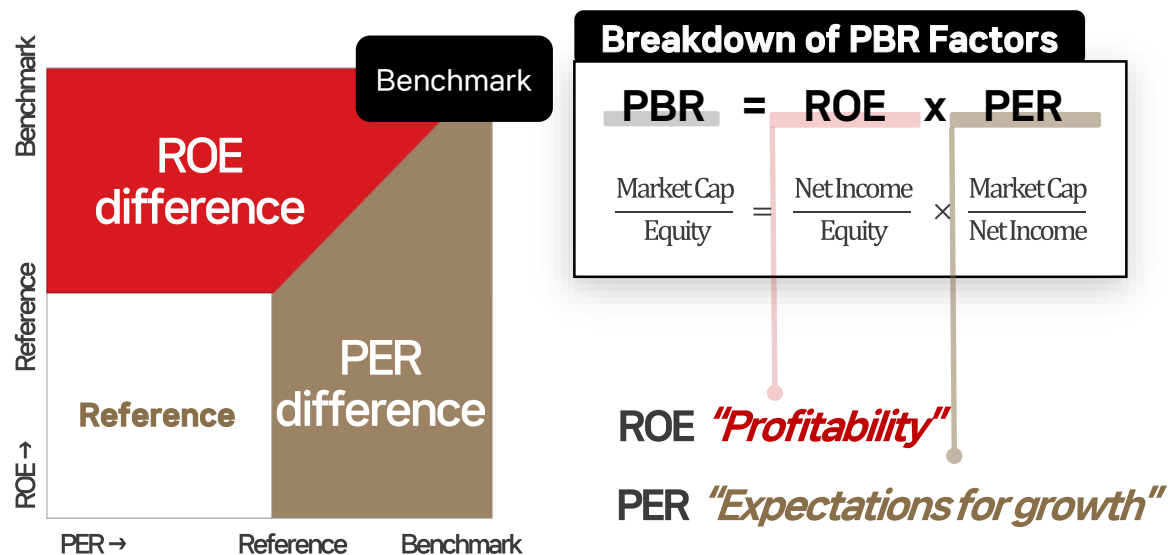 Benchmark
Reference
ROE →
Benchmark
ROE
difference
Reference
PER
difference
PER →
Reference
Benchmark
Breakdown of PBR Factors
PBR = ROE x PER
Market Cap / Equity = Net Income / Equity × Market Cap / Net Income
ROE “Profitability”
PER “Expectations for growth”